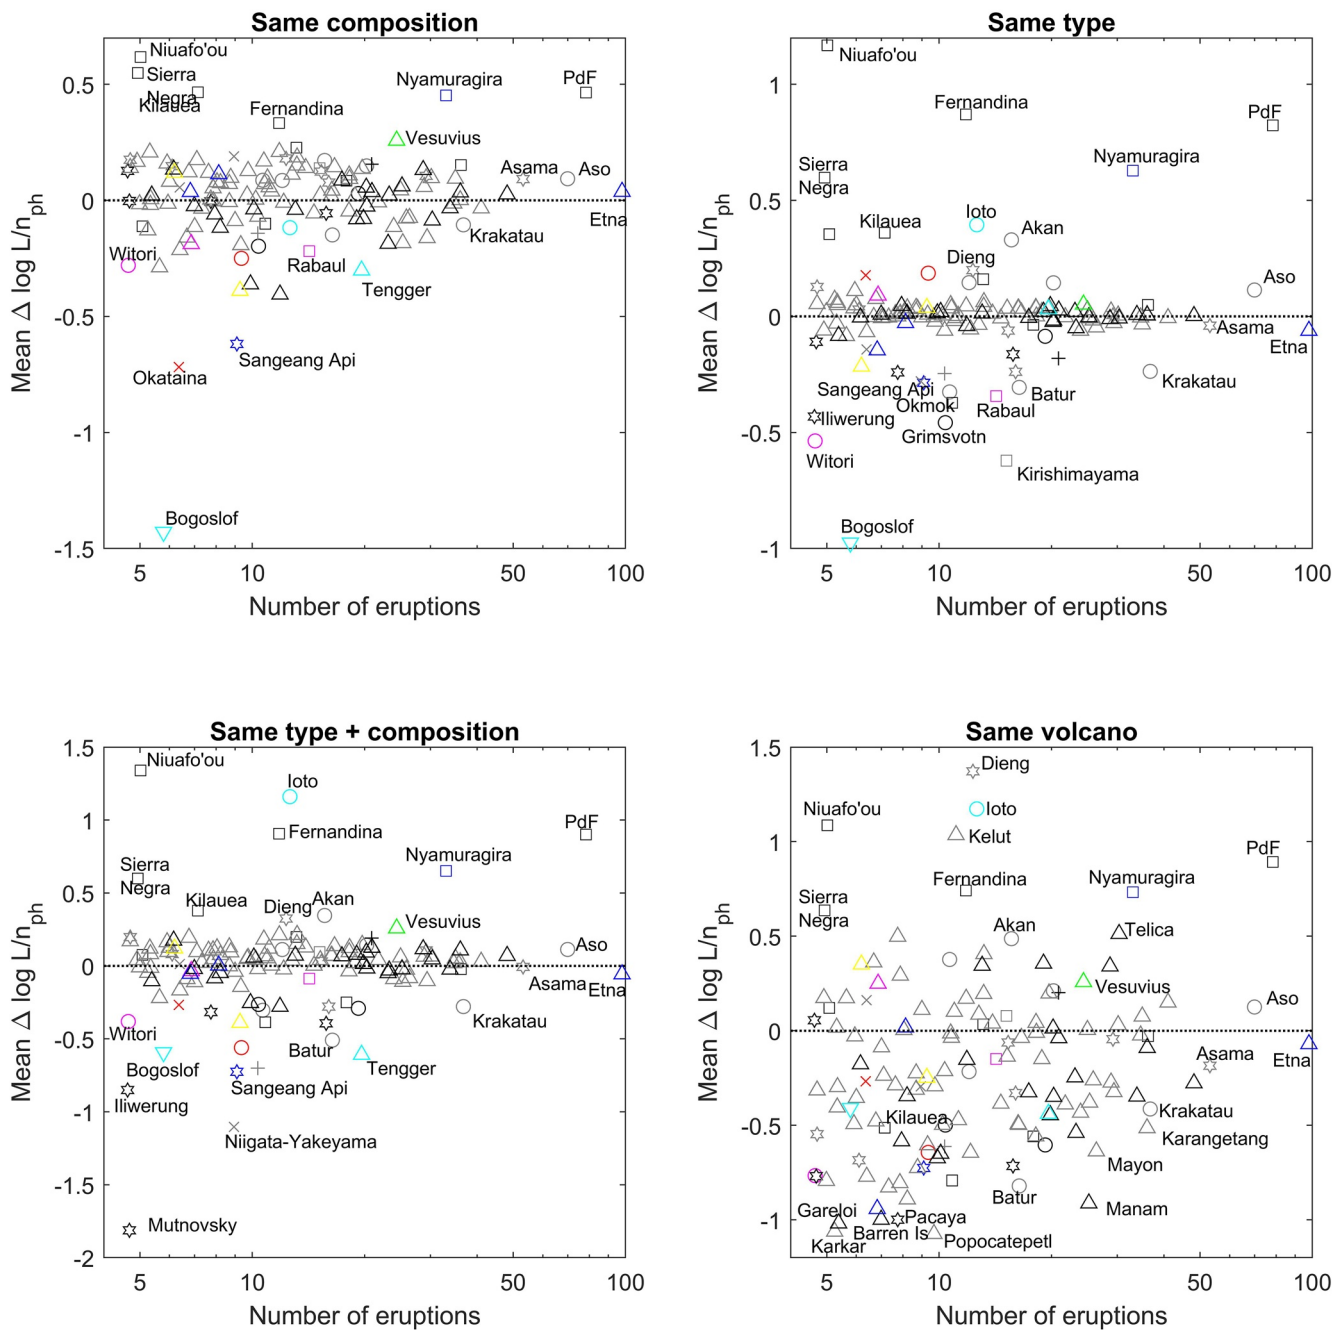 Same composition
Niuafo'ou
Sierra
Negra
Kilauea
Fernandina
Nyamuragira
PdF
Vesuvius
Asama
Aso
Etna
Krakatau
Witori
Rabaul
Tengger
Sangeang Api
Okataina
Bogoslof
0.5
0
-0.5
-1
-1.5
5
10
50
100
Mean Δ log L/nph
Number of eruptions
Same type
Niuafo'ou
Fernandina
PdF
Nyamuragira
Sierra
Negra
Kilauea
Ioto
Akan
Dieng
Aso
Asama
Etna
Sangeang Api
Okmok
Batur
Krakatau
Rabaul
Iliwerung
Grimsvotn
Witori
Kirishimayama
Bogoslof
1
0.5
0
-0.5
-1
5
10
50
100
Mean Δ log L/nph
Number of eruptions
Same type + composition
Niuafo'ou
Ioto
Fernandina
PdF
Nyamuragira
Sierra
Negra
Kilauea
Dieng
Akan
Vesuvius
Aso
Asama
Etna
Witori
Krakatau
Batur
Bogoslof
Tengger
Sangeang Api
Iliwerung
Niigata-Yakeyama
Mutnovsky
1.5
1
0.5
0
-0.5
-1
-1.5
-2
5
10
50
100
Mean Δ log L/nph
Number of eruptions
Same volcano
Dieng
Niuafo'ou
Ioto
Kelut
PdF
Fernandina
Nyamuragira
Sierra
Negra
Akan
Telica
Vesuvius
Aso
Asama
Etna
Kilauea
Krakatau
Karangetang
Mayon
Batur
Manam
Gareloi
Pacaya
Barren Is
Karkar
Popocatepetl
1.5
1
0.5
0
-0.5
-1
5
10
50
100
Mean Δ log L/nph
Number of eruptions